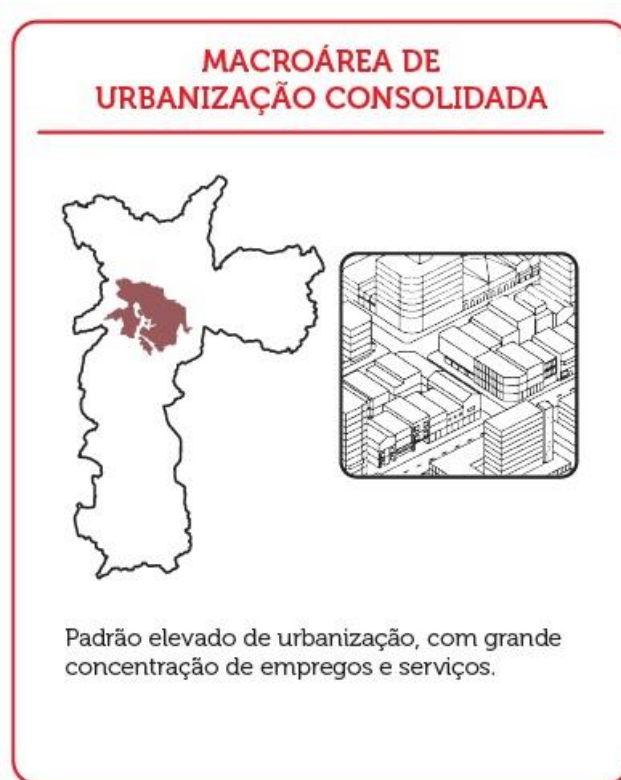 MACROÁREA DE
URBANIZAÇÃO CONSOLIDADA
Padrão elevado de urbanização, com grande
concentração de empregos e serviços.